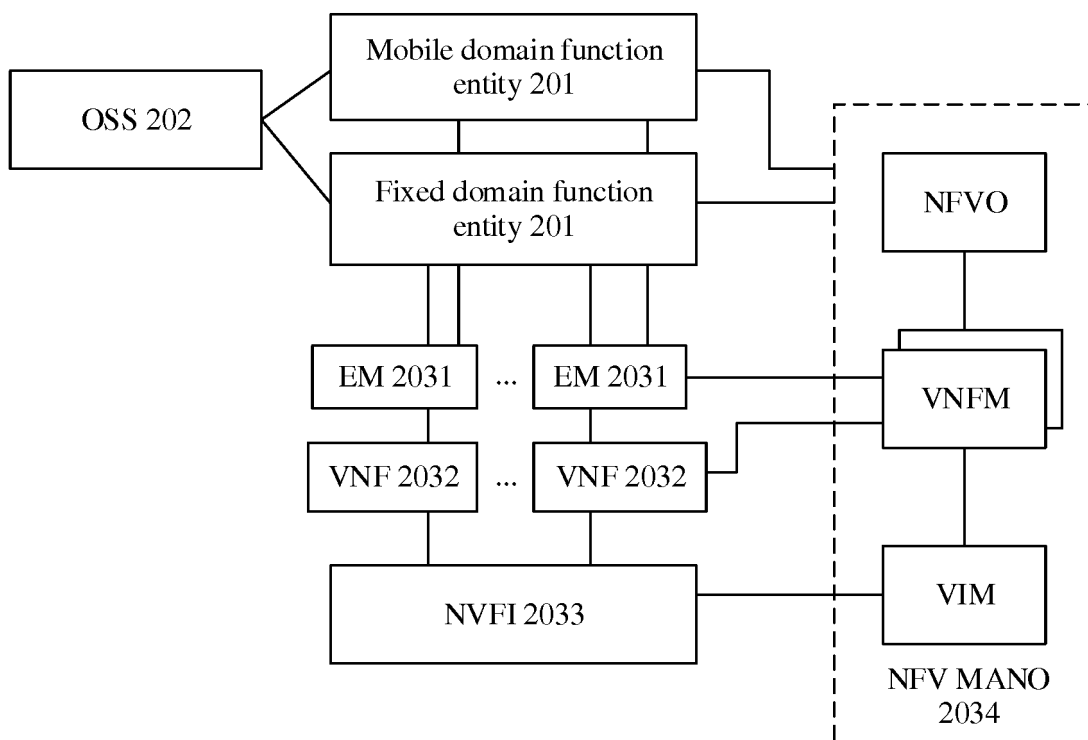 Mobile domain function
entity 201
OSS 202
Fixed domain function
entity 201
NFVO
EM 2031
...
EM 2031
VNFM
VNF 2032
...
VNF 2032
NVFI 2033
VIM
NFV MANO
2034